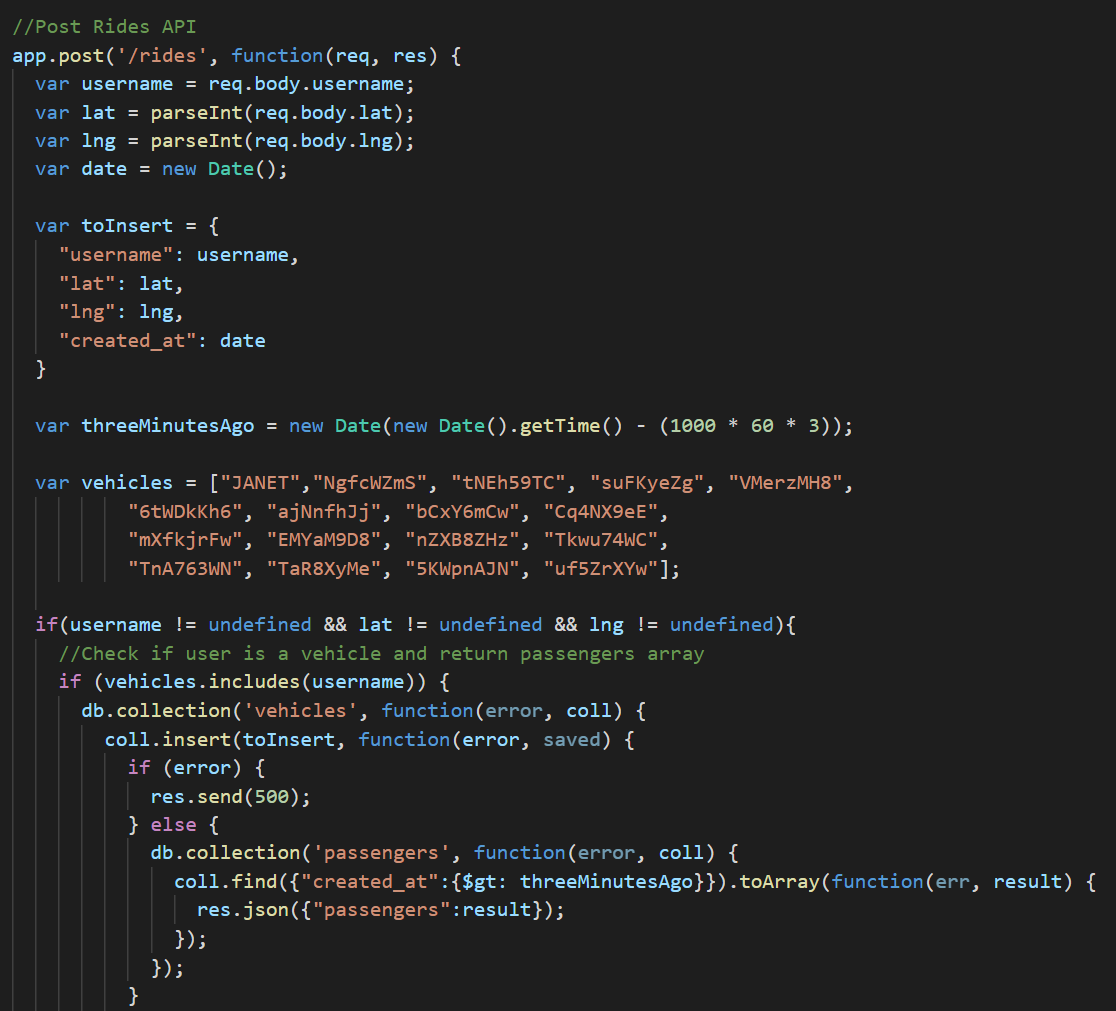 //Post Rides API
app.post('/rides', function(req, res) {
  var username = req.body.username;
  var lat = parseInt(req.body.lat);
  var lng = parseInt(req.body.lng);
  var date = new Date();

  var toInsert = {
    "username": username,
    "lat": lat,
    "lng": lng,
    "created_at": date
  }

  var threeMinutesAgo = new Date(new Date().getTime() - (1000 * 60 * 3));

  var vehicles = ["JANET","NgfcWZmS", "tNEh59TC", "suFKyeZg", "VMerzMH8",
          "6tWDkKh6", "ajNnfhJj", "bCxY6mCw", "Cq4NX9eE",
          "mXfkjrFw", "EMYaM9D8", "nZXB8ZHz", "Tkwu74WC",
          "TnA763WN", "TaR8XyMe", "5KWpnAJN", "uf5ZrXYw"];

  if(username != undefined && lat != undefined && lng != undefined){
    //Check if user is a vehicle and return passengers array
    if (vehicles.includes(username)) {
      db.collection('vehicles', function(error, coll) {
        coll.insert(toInsert, function(error, saved) {
          if (error) {
            res.send(500);
          } else {
            db.collection('passengers', function(error, coll) {
              coll.find({"created_at":{$gt: threeMinutesAgo}}).toArray(function(err, result) {
                res.json({"passengers":result});
              });
            });
          }